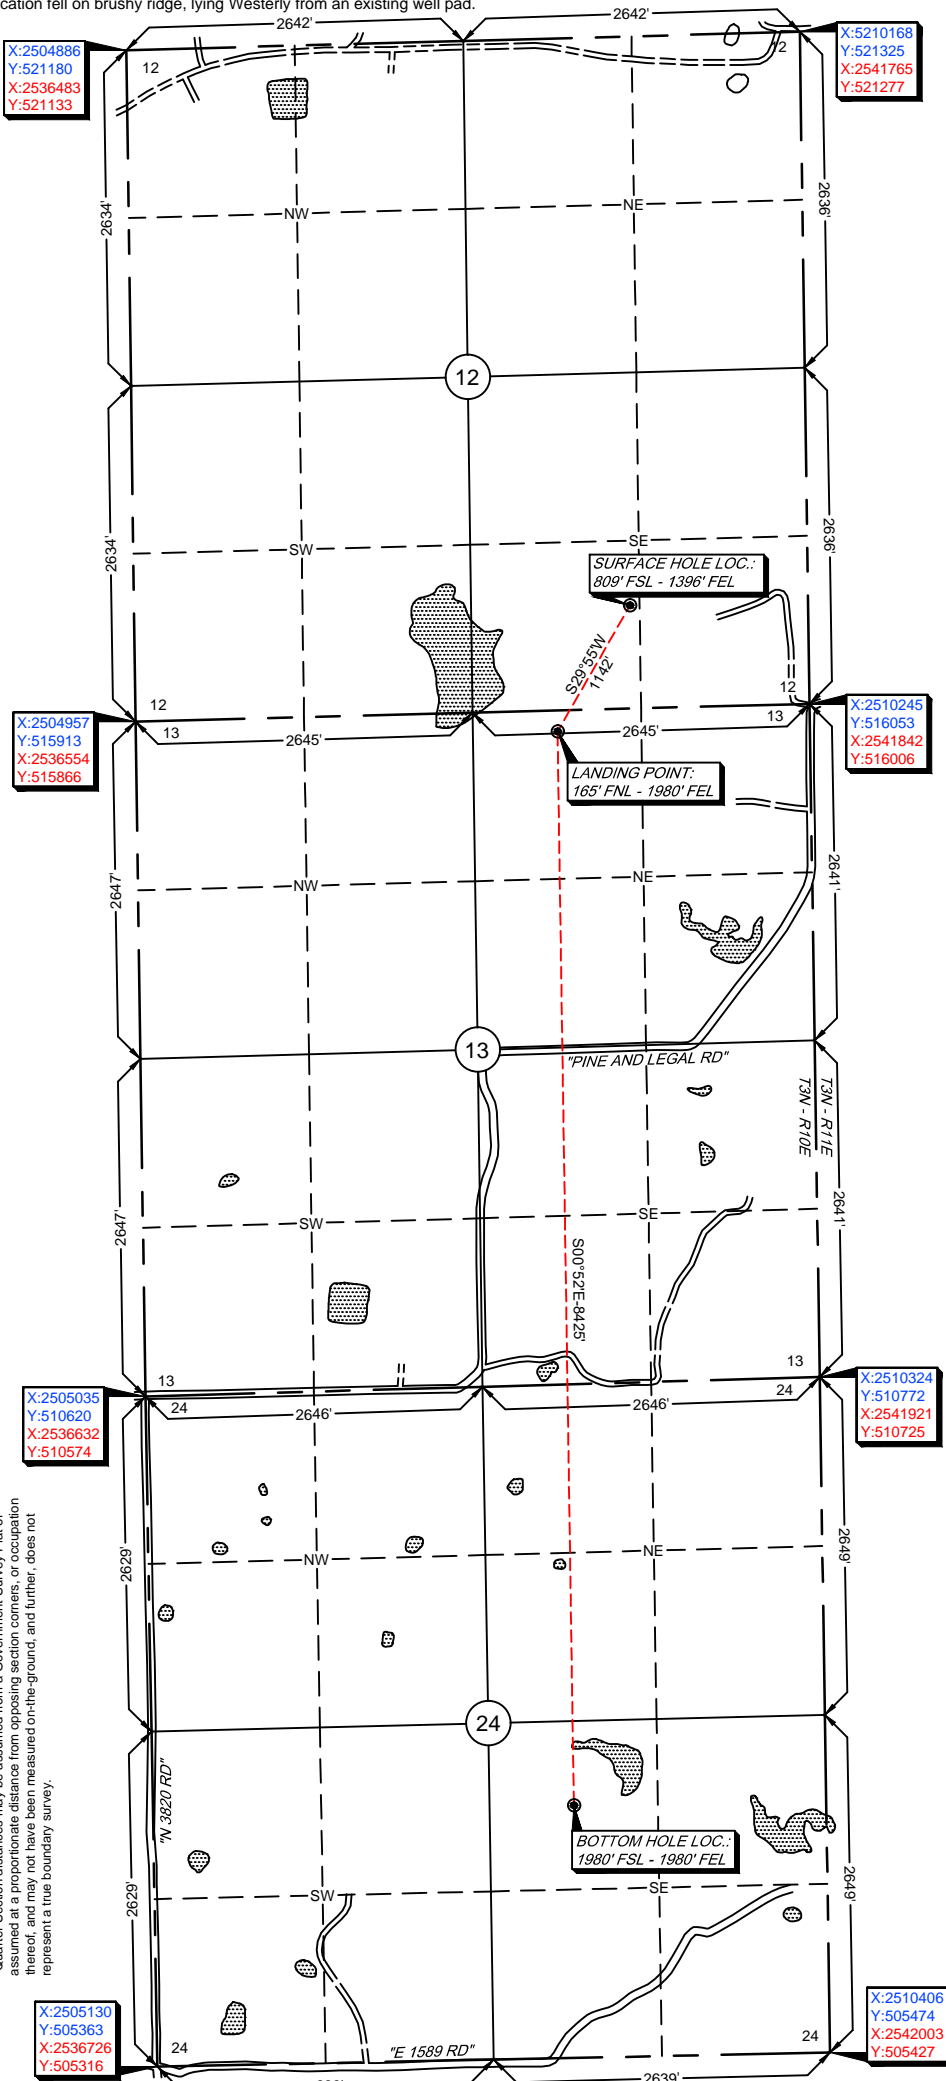 cation fell on brushy ridge, lying Westerly from an existing well pad.
2642'
2642'
X:2504886
Y:521180
X:2536483
Y:521133
X:5210168
Y:521325
X:2541765
Y:521277
12
12
2634'
2636'
NW
NE
12
2634'
2636'
SW
SE
SURFACE HOLE LOC.:
809' FSL - 1396' FEL
S29°55'W
1142'
12
12
X:2504957
Y:515913
X:2536554
Y:515866
13
13
X:2510245
Y:516053
X:2541842
Y:516006
2645'
2645'
LANDING POINT:
165' FNL - 1980' FEL
2647'
2641'
NW
NE
13
"PINE AND LEGAL RD"
T3N - R10E
T3N - R11E
2647'
2641'
SW
SE
S00°52'E-8425'
13
13
X:2505035
Y:510620
X:2536632
Y:510574
24
24
X:2510324
Y:510772
X:2541921
Y:510725
2646'
2646'
2629'
2649'
NW
NE
assumed at a proportionate distance from opposing section corners, or occupation
thereof, and may not have been measured on-the-ground, and further, does not
represent a true boundary survey.
24
"N 3820 RD"
BOTTOM HOLE LOC.:
1980' FSL - 1980' FEL
2629'
2649'
SW
SE
X:2505130
Y:505363
X:2536726
Y:505316
24
24
X:2510406
Y:505474
X:2542003
Y:505427
"E 1589 RD"
2639'